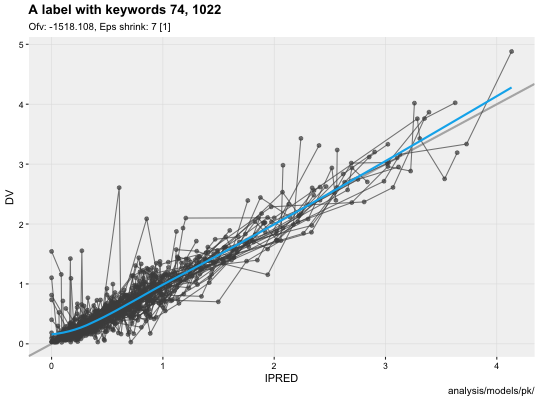 A label with keywords 74, 1022
Ofv: -1518.108, Eps shrink: 7 [1]
5
4
3
2
1
0
DV
0 1 2 3 4
IPRED
analysis/models/pk/